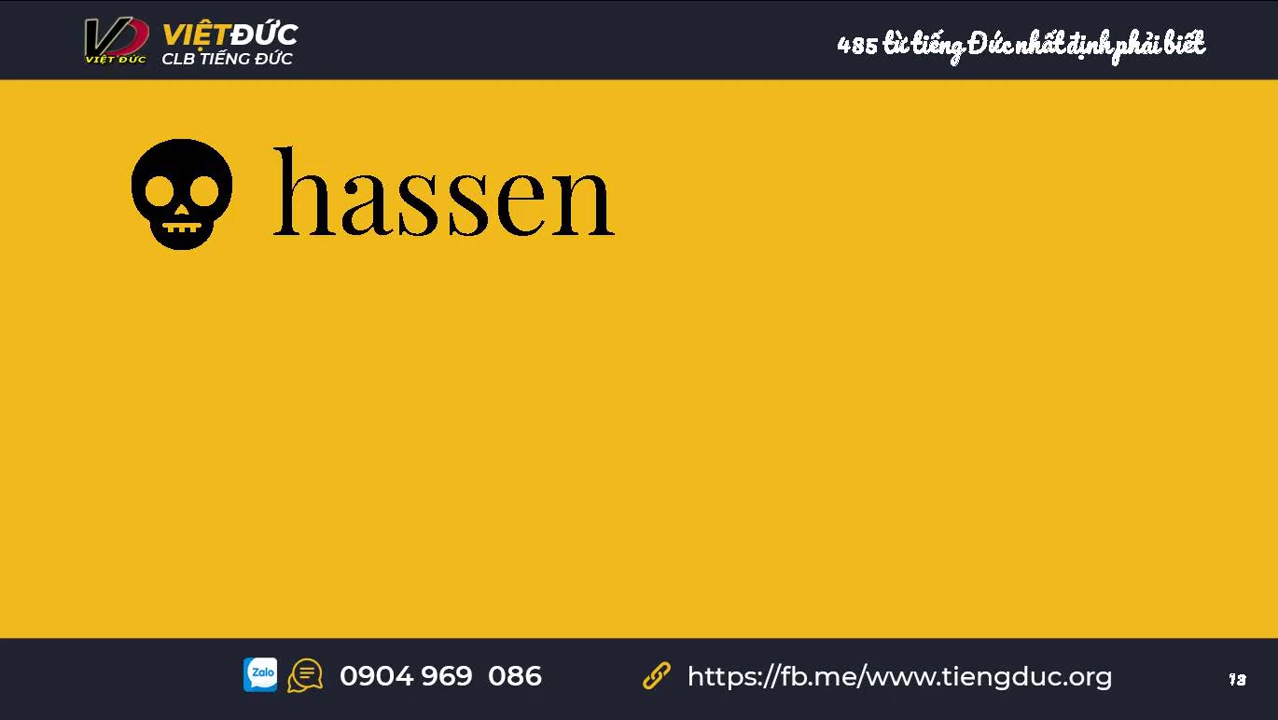 VIỆT ĐỨC
VIỆTĐỨC
CLB TIẾNG ĐỨC
485 từ tiếng Đức nhất định phải biết
hassen
Zalo
0904 969 086
https://fb.me/www.tiengduc.org